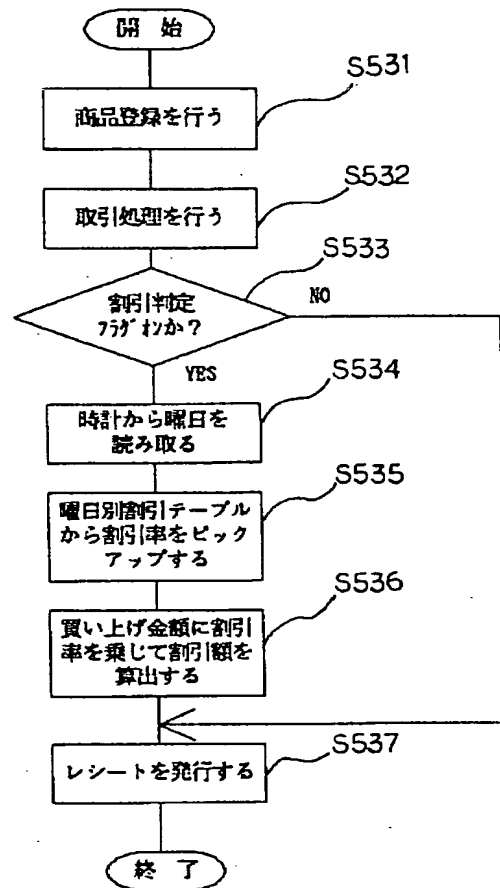 開 始
S531
商品登録を行う
S532
取引処理を行う
S533
割引判定
フラグオンか?
NO
YES
S534
時計から曜日を
読み取る
S535
曜日別割引テーブル
から割引率をピック
アップする
S536
買い上げ金額に割引
率を乗じて割引額を
算出する
S537
レシートを発行する
終 了